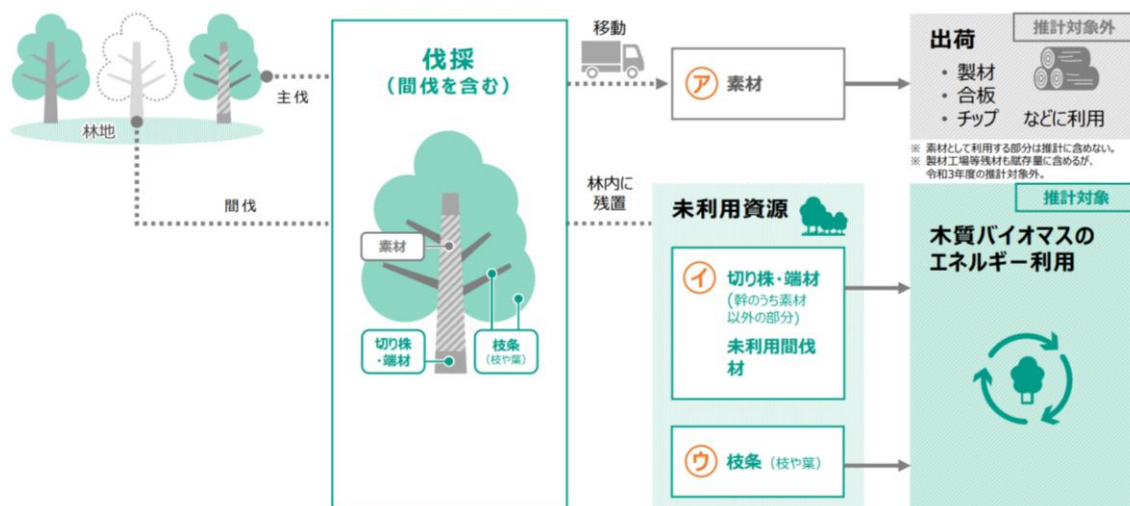 林地
主伐
間伐
伐採
（間伐を含む）
素材
切り株
・端材
枝条
（枝や葉）
移動
林内に
残置
㋐ 素材
未利用資源
㋑ 切り株・端材
（幹のうち素材
以外の部分）
未利用間伐
材
㋒ 枝条（枝や葉）
推計対象外
出荷
・製材
・合板
・チップ などに利用
※ 素材として利用する部分は推計に含めない。
※ 製材工場等残材も賦存量に含めるが、
令和3年度の推計対象外。
推計対象
木質バイオマスの
エネルギー利用